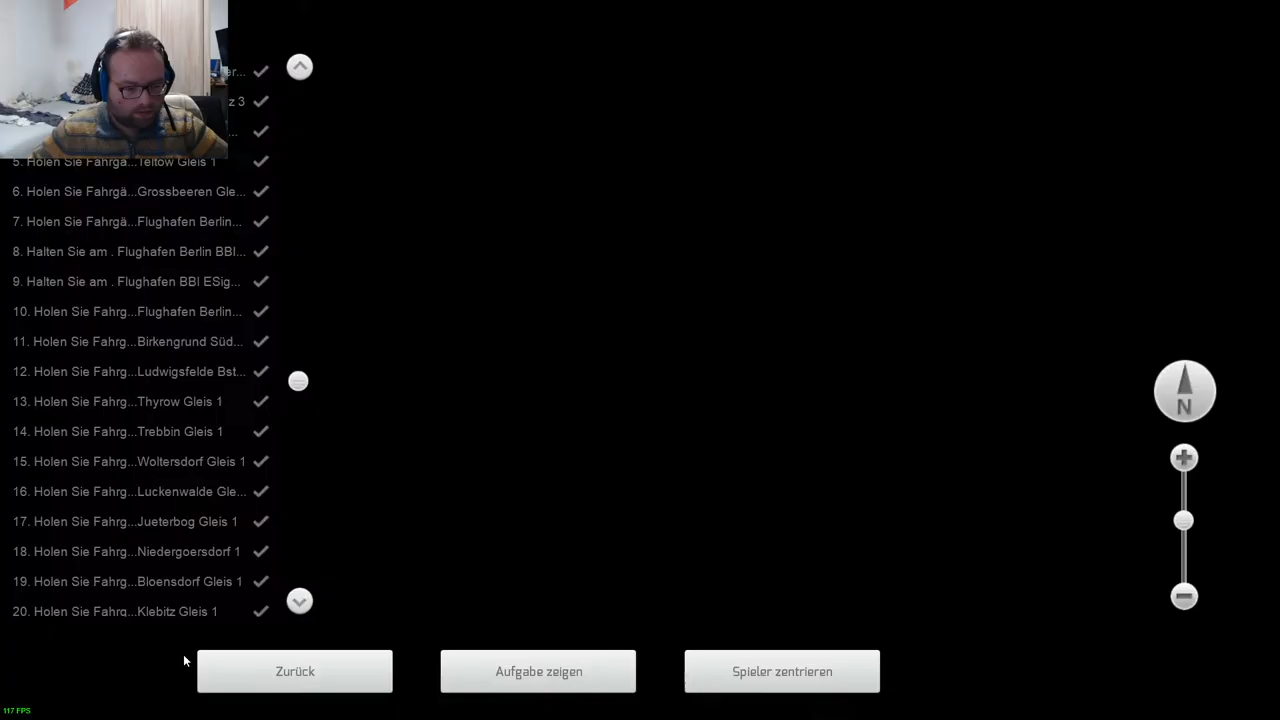 er...
z 3
...
5. Holen Sie Fahrgä...Teltow Gleis 1
6. Holen Sie Fahrgä...Grossbeeren Gle...
7. Holen Sie Fahrgä...Flughafen Berlin...
8. Halten Sie am . Flughafen Berlin BBI...
9. Halten Sie am . Flughafen BBI ESig...
10. Holen Sie Fahrg...Flughafen Berlin...
11. Holen Sie Fahrg...Birkengrund Süd...
12. Holen Sie Fahrg...Ludwigsfelde Bst...
13. Holen Sie Fahrg...Thyrow Gleis 1
14. Holen Sie Fahrg...Trebbin Gleis 1
15. Holen Sie Fahrg...Woltersdorf Gleis 1
16. Holen Sie Fahrg...Luckenwalde Gle...
17. Holen Sie Fahrg...Jueterbog Gleis 1
18. Holen Sie Fahrg...Niedergoersdorf 1
19. Holen Sie Fahrg...Bloensdorf Gleis 1
20. Holen Sie Fahrg...Klebitz Gleis 1
N
Zurück
Aufgabe zeigen
Spieler zentrieren
117 FPS